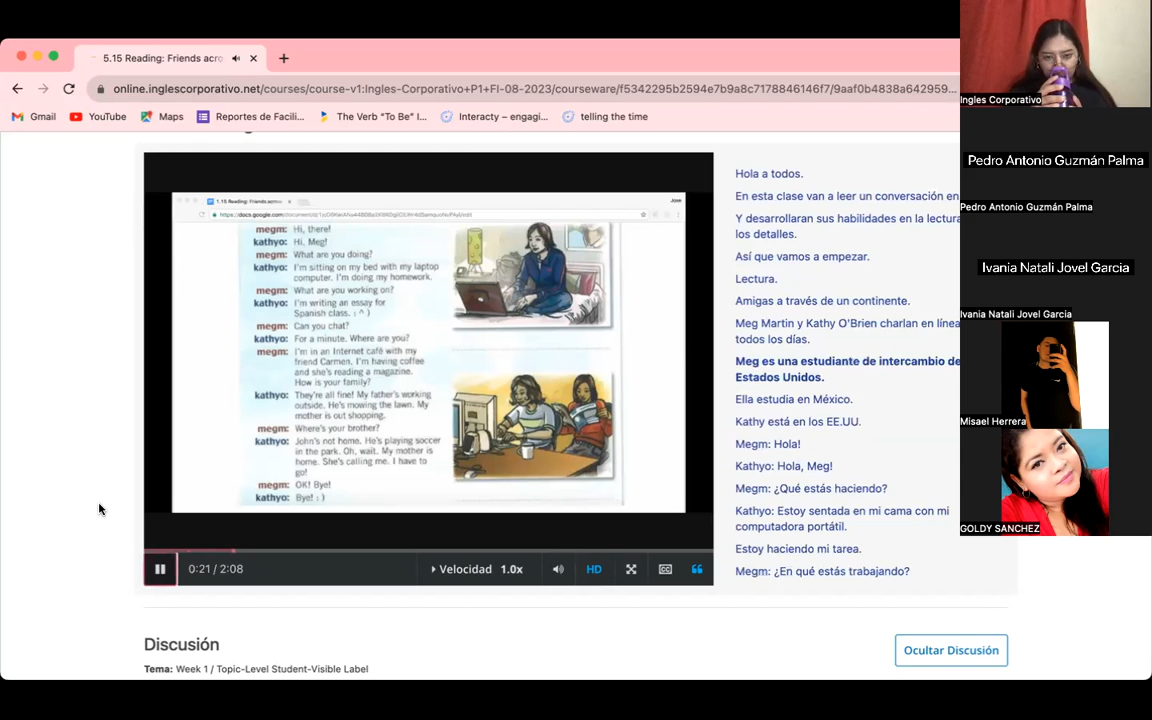 5.15 Reading: Friends acro
online.inglescorporativo.net/courses/course-v1:Ingles-Corporativo+P1+FI-08-2023/courseware/f5342295b2594e7b9a8c7178846146f7/9aaf0b4838a642959...
Gmail
YouTube
Maps
Reportes de Facili...
The Verb "To Be" I...
Interacty – engagi...
telling the time
megm: Hi, there!
kathyo: Hi, Meg!
megm: What are you doing?
kathyo: I'm sitting on my bed with my laptop
computer. I'm doing my homework.
megm: What are you working on?
kathyo: I'm writing an essay for
Spanish class. : ^ )
megm: Can you chat?
kathyo: For a minute. Where are you?
megm: I'm in an Internet café with my
friend Carmen. I'm having coffee
and she's reading a magazine.
How is your family?
kathyo: They're all fine! My father's working
outside. He's mowing the lawn. My
mother is out shopping.
megm: Where's your brother?
kathyo: John's not home. He's playing soccer
in the park. Oh, wait. My mother is
home. She's calling me. I have to
go!
megm: OK! Bye!
kathyo: Bye! : )
0:21 / 2:08
Velocidad 1.0x
HD
CC
Hola a todos.
En esta clase van a leer un conversación en
Y desarrollaran sus habilidades en la lectura
los detalles.
Así que vamos a empezar.
Lectura.
Amigas a través de un continente.
Meg Martin y Kathy O'Brien charlan en línea
todos los días.
Meg es una estudiante de intercambio de
Estados Unidos.
Ella estudia en México.
Kathy está en los EE.UU.
Megm: Hola!
Kathyo: Hola, Meg!
Megm: ¿Qué estás haciendo?
Kathyo: Estoy sentada en mi cama con mi
computadora portátil.
Estoy haciendo mi tarea.
Megm: ¿En qué estás trabajando?
Discusión
Tema: Week 1 / Topic-Level Student-Visible Label
Ocultar Discusión
Ingles Corporativo
Pedro Antonio Guzmán Palma
Pedro Antonio Guzmán Palma
Ivania Natali Jovel Garcia
Ivania Natali Jovel Garcia
Misael Herrera
GOLDY SANCHEZ